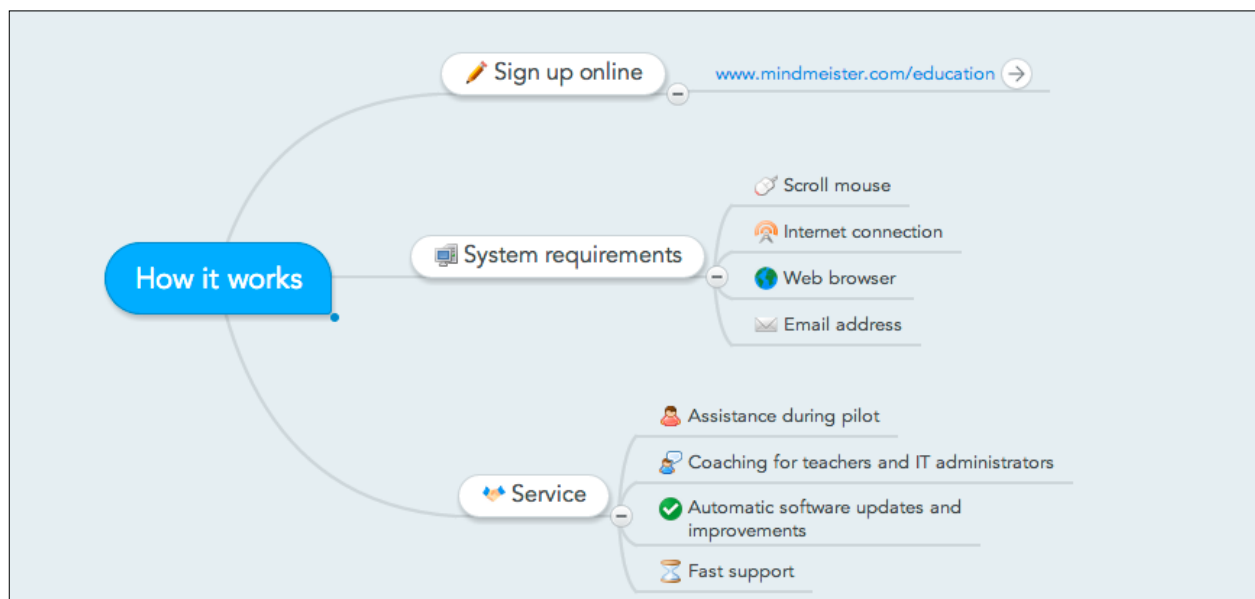 Sign up online
www.mindmeister.com/education
How it works
System requirements
Scroll mouse
Internet connection
Web browser
Email address
Service
Assistance during pilot
Coaching for teachers and IT administrators
Automatic software updates and
improvements
Fast support